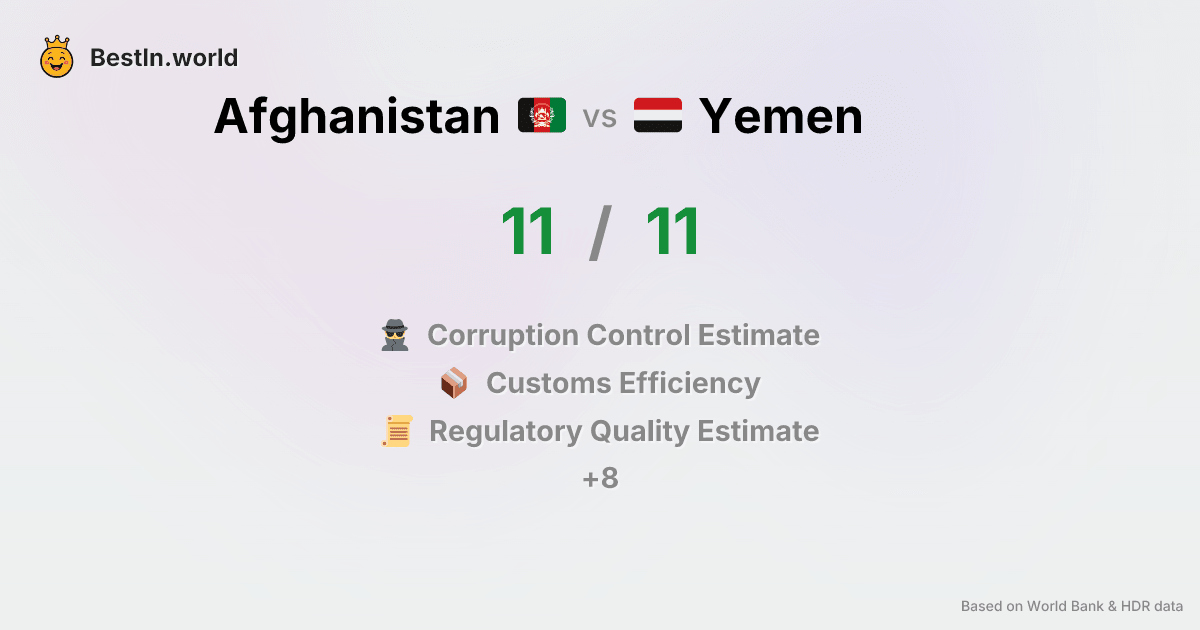 BestIn.world
Afghanistan vs Yemen
11 / 11
Corruption Control Estimate
Customs Efficiency
Regulatory Quality Estimate
+8
Based on World Bank & HDR data